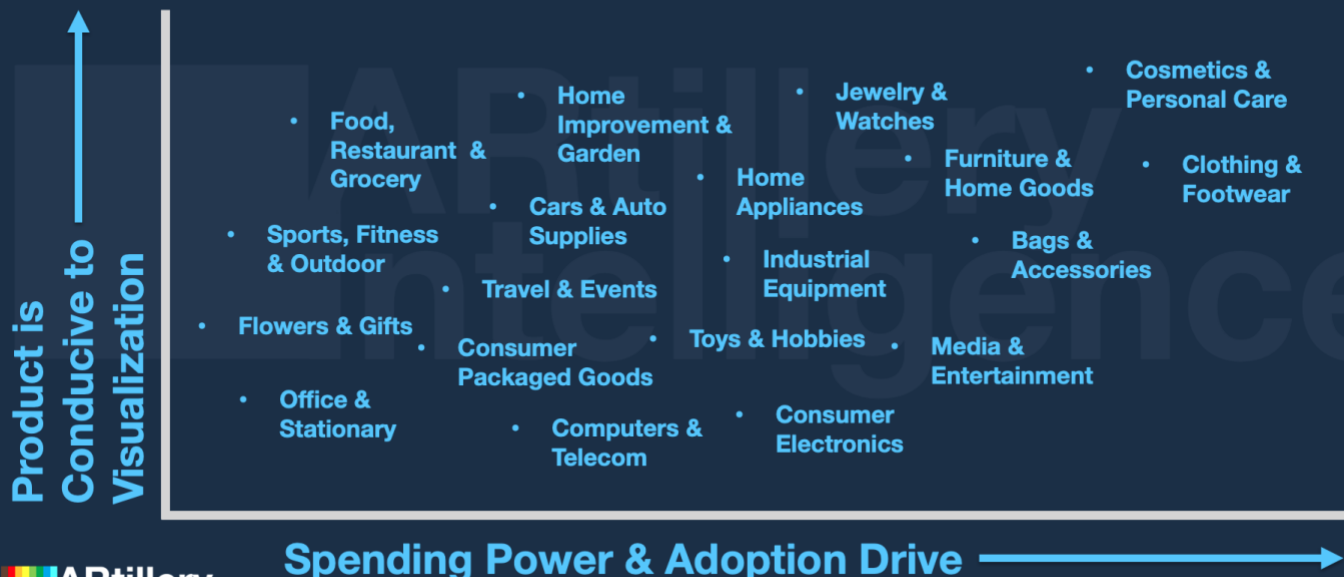 Product is
Conducive to
Visualization
ARtillery
Intelligence
Cosmetics &
Personal Care
Home
Improvement &
Garden
Jewelry &
Watches
Food,
Restaurant &
Grocery
Furniture &
Home Goods
Clothing &
Footwear
Home
Appliances
Cars & Auto
Supplies
Sports, Fitness
& Outdoor
Bags &
Accessories
Industrial
Equipment
Travel & Events
Flowers & Gifts
Toys & Hobbies
Consumer
Packaged Goods
Media &
Entertainment
Office &
Stationary
Computers &
Telecom
Consumer
Electronics
Spending Power & Adoption Drive
ARtillery